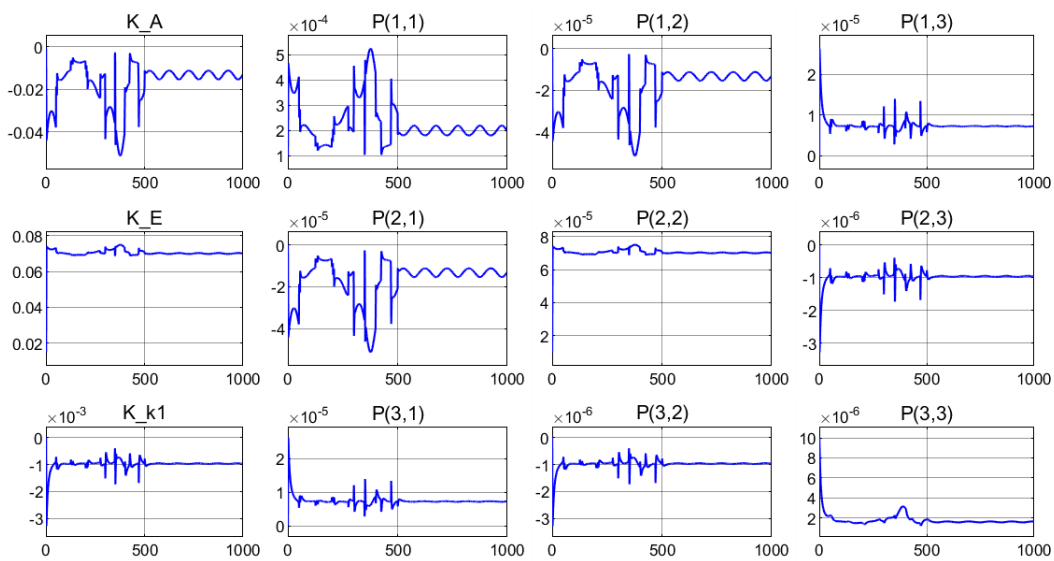 K_A
0
-0.02
-0.04
0 500 1000
×10⁻⁴ P(1,1)
5
4
3
2
1
0 500 1000
×10⁻⁵ P(1,2)
0
-2
-4
0 500 1000
×10⁻⁵ P(1,3)
2
1
0
0 500 1000
K_E
0.08
0.06
0.04
0.02
0 500 1000
×10⁻⁵ P(2,1)
0
-2
-4
0 500 1000
×10⁻⁵ P(2,2)
8
6
4
2
0 500 1000
×10⁻⁶ P(2,3)
0
-1
-2
-3
0 500 1000
×10⁻³ K_k1
0
-1
-2
-3
0 500 1000
×10⁻⁵ P(3,1)
2
1
0
0 500 1000
×10⁻⁶ P(3,2)
0
-1
-2
-3
0 500 1000
×10⁻⁶ P(3,3)
10
8
6
4
2
0 500 1000